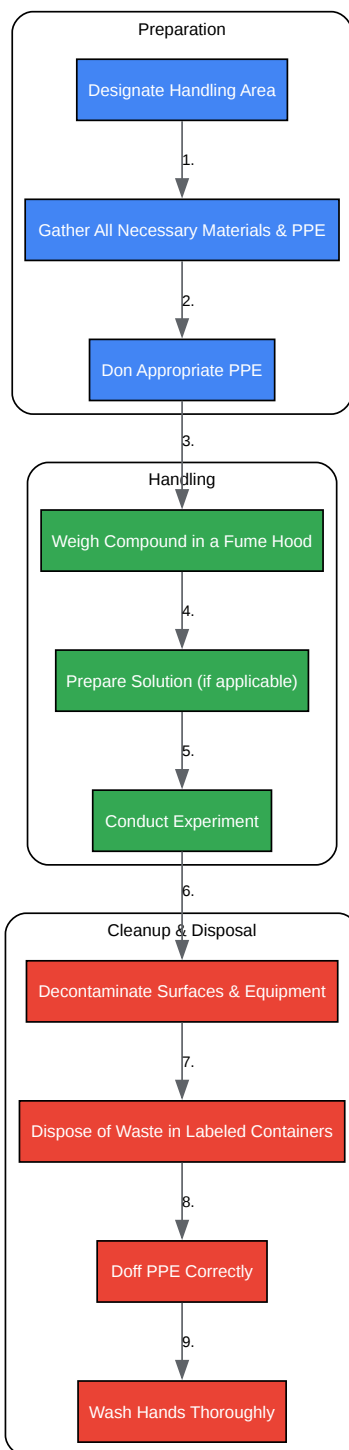 Preparation
Designate Handling Area
1.
Gather All Necessary Materials & PPE
2.
Don Appropriate PPE
3.
Handling
Weigh Compound in a Fume Hood
4.
Prepare Solution (if applicable)
5.
Conduct Experiment
6.
Cleanup & Disposal
Decontaminate Surfaces & Equipment
7.
Dispose of Waste in Labeled Containers
8.
Doff PPE Correctly
9.
Wash Hands Thoroughly